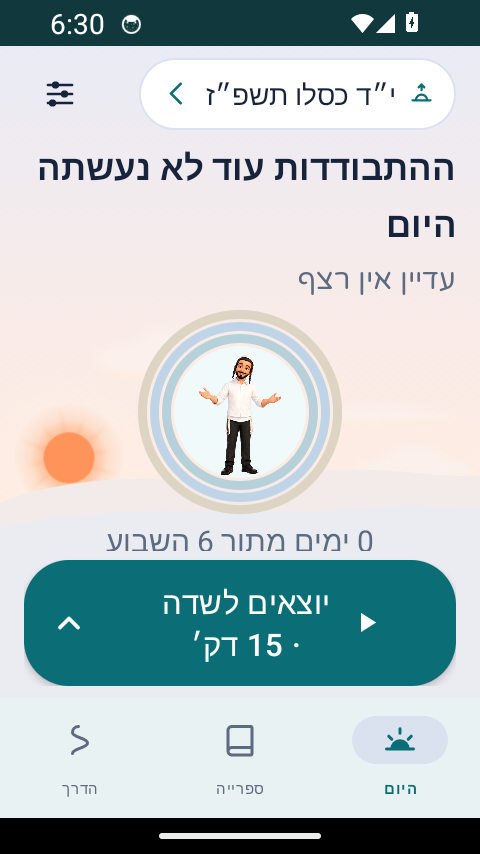 6:30
י״ד כסלו תשפ״ז
ההתבודדות עוד לא נעשתה
היום
עדיין אין רצף
0 ימים מתוך 6 השבוע
יוצאים לשדה
· 15 דק׳
היום
ספרייה
הדרך